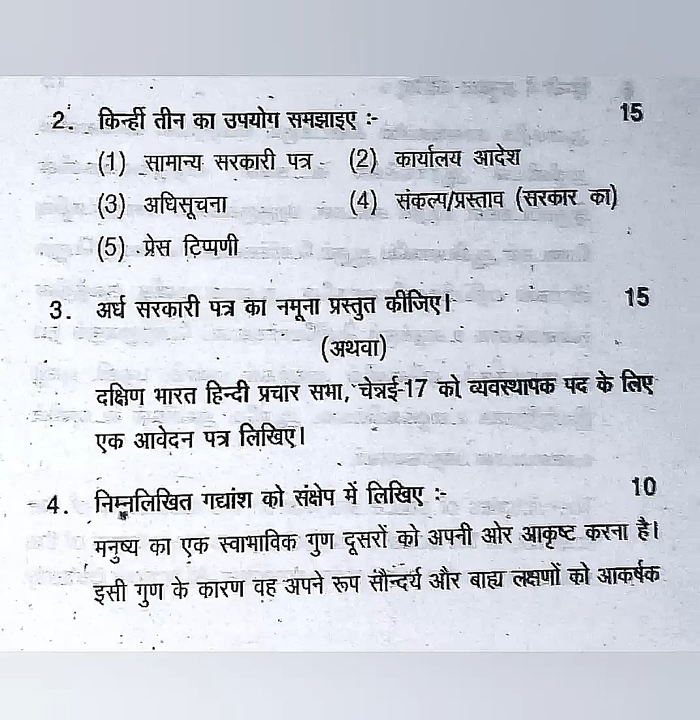 2. किन्हीं तीन का उपयोग समझाइए :- 15
(1) सामान्य सरकारी पत्र (2) कार्यालय आदेश
(3) अधिसूचना (4) संकल्प/प्रस्ताव (सरकार का)
(5) प्रेस टिप्पणी
3. अर्ध सरकारी पत्र का नमूना प्रस्तुत कीजिए। 15
(अथवा)
दक्षिण भारत हिन्दी प्रचार सभा, चेन्नई-17 को व्यवस्थापक पद के लिए
एक आवेदन पत्र लिखिए।
4. निम्नलिखित गद्यांश को संक्षेप में लिखिए :- 10
मनुष्य का एक स्वाभाविक गुण दूसरों को अपनी ओर आकृष्ट करना है।
इसी गुण के कारण वह अपने रूप सौन्दर्य और बाह्य लक्षणों को आकर्षक